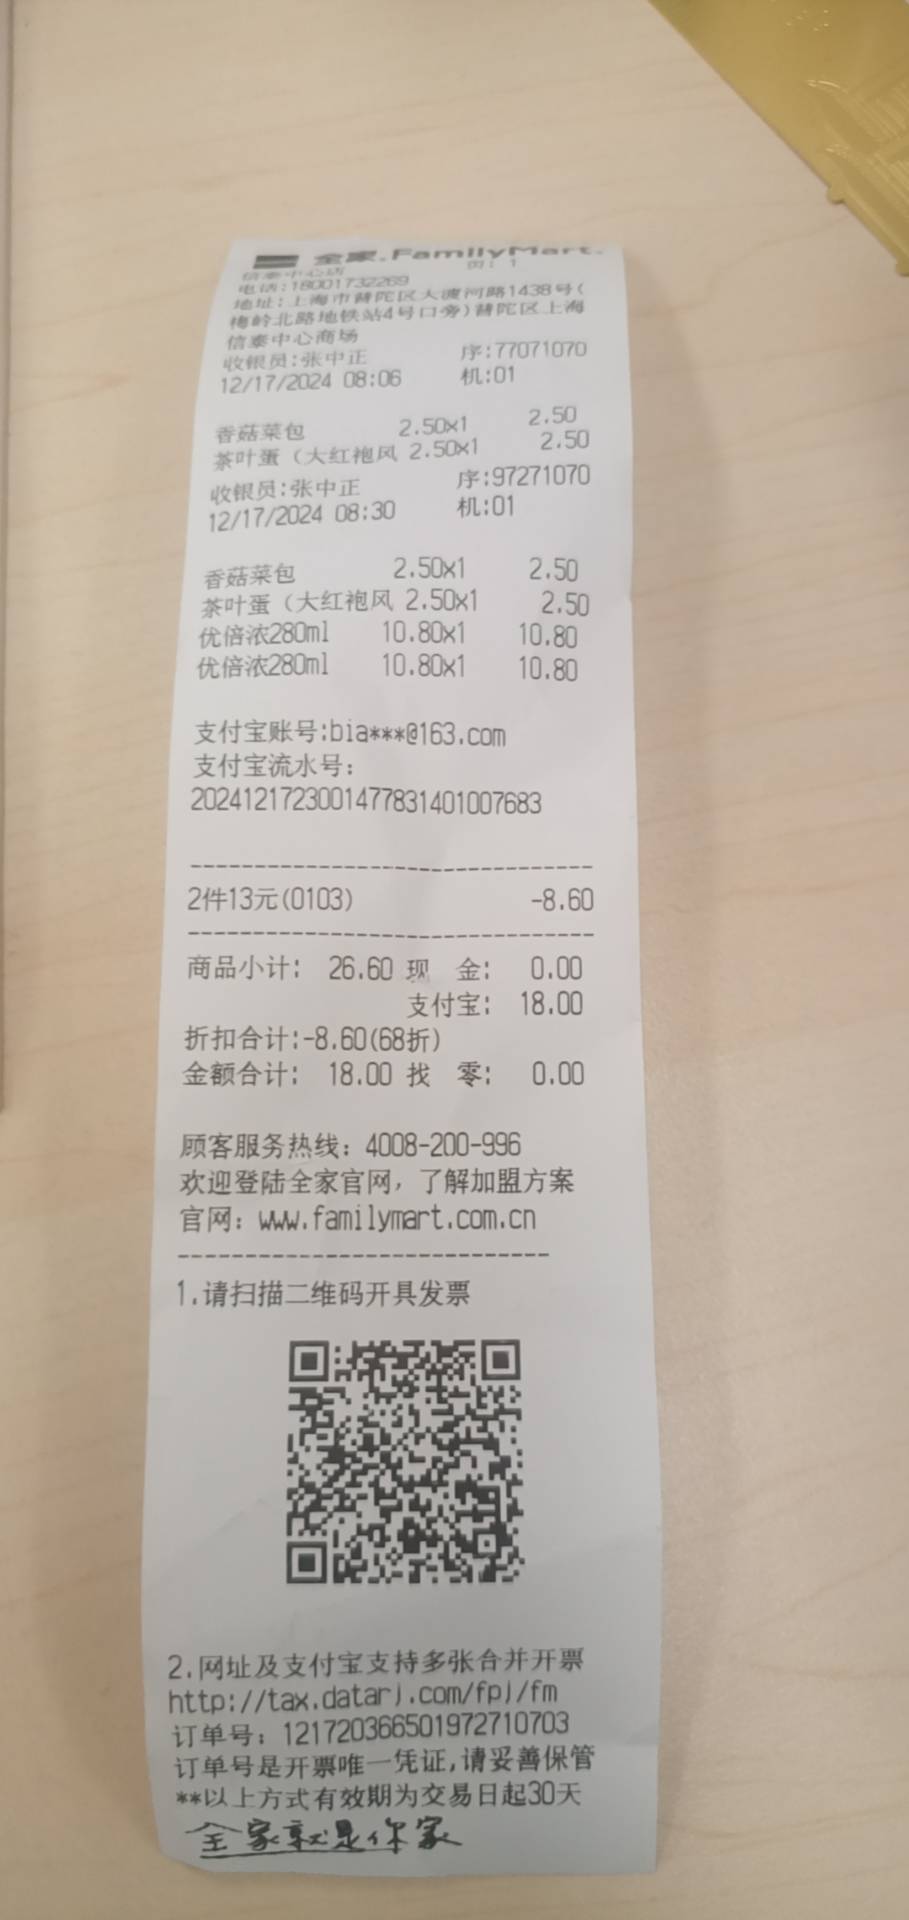 全家.FamilyMart.
信泰中心店 页: 1
电话:18001732269
地址:上海市普陀区大渡河路1438号(
梅岭北路地铁站4号口旁)普陀区上海
信泰中心商场
收银员:张中正 序:77071070
12/17/2024 08:06 机:01
香菇菜包 2.50x1 2.50
茶叶蛋（大红袍风 2.50x1 2.50
收银员:张中正 序:97271070
12/17/2024 08:30 机:01
香菇菜包 2.50x1 2.50
茶叶蛋（大红袍风 2.50x1 2.50
优倍浓280ml 10.80x1 10.80
优倍浓280ml 10.80x1 10.80
支付宝账号:bia***@163.com
支付宝流水号:
2024121723001477831401007683
2件13元(0103) -8.60
商品小计: 26.60 现 金: 0.00
支付宝: 18.00
折扣合计:-8.60(68折)
金额合计: 18.00 找 零: 0.00
顾客服务热线: 4008-200-996
欢迎登陆全家官网, 了解加盟方案
官网: www.familymart.com.cn
1.请扫描二维码开具发票
2.网址及支付宝支持多张合并开票
http://tax.datarj.com/fpj/fm
订单号: 121720366501972710703
订单号是开票唯一凭证,请妥善保管
**以上方式有效期为交易日起30天
全家就是你家